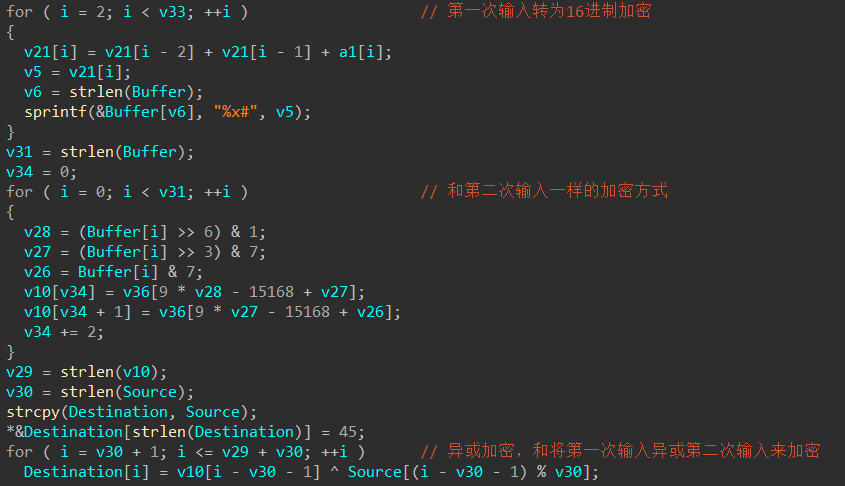 for ( i = 2; i < v33; ++i ) // 第一次输入转为16进制加密
{
v21[i] = v21[i - 2] + v21[i - 1] + a1[i];
v5 = v21[i];
v6 = strlen(Buffer);
sprintf(&Buffer[v6], "%x#", v5);
}
v31 = strlen(Buffer);
v34 = 0;
for ( i = 0; i < v31; ++i ) // 和第二次输入一样的加密方式
{
v28 = (Buffer[i] >> 6) & 1;
v27 = (Buffer[i] >> 3) & 7;
v26 = Buffer[i] & 7;
v10[v34] = v36[9 * v28 - 15168 + v27];
v10[v34 + 1] = v36[9 * v27 - 15168 + v26];
v34 += 2;
}
v29 = strlen(v10);
v30 = strlen(Source);
strcpy(Destination, Source);
*&Destination[strlen(Destination)] = 45;
for ( i = v30 + 1; i <= v29 + v30; ++i ) // 异或加密，和将第一次输入异或第二次输入来加密
Destination[i] = v10[i - v30 - 1] ^ Source[(i - v30 - 1) % v30];